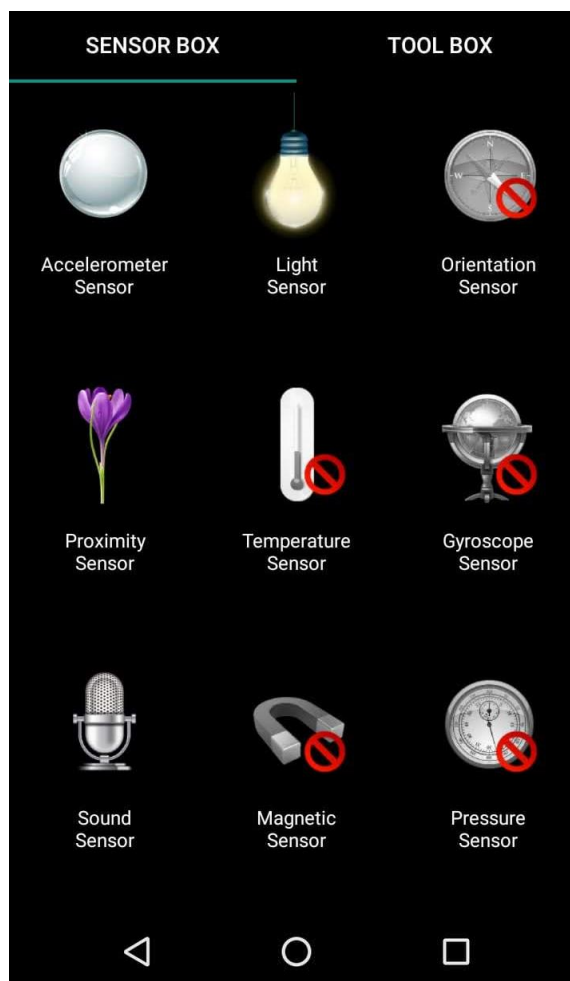 SENSOR BOX
TOOL BOX
Accelerometer
Sensor
Light
Sensor
Orientation
Sensor
Proximity
Sensor
Temperature
Sensor
Gyroscope
Sensor
Sound
Sensor
Magnetic
Sensor
Pressure
Sensor